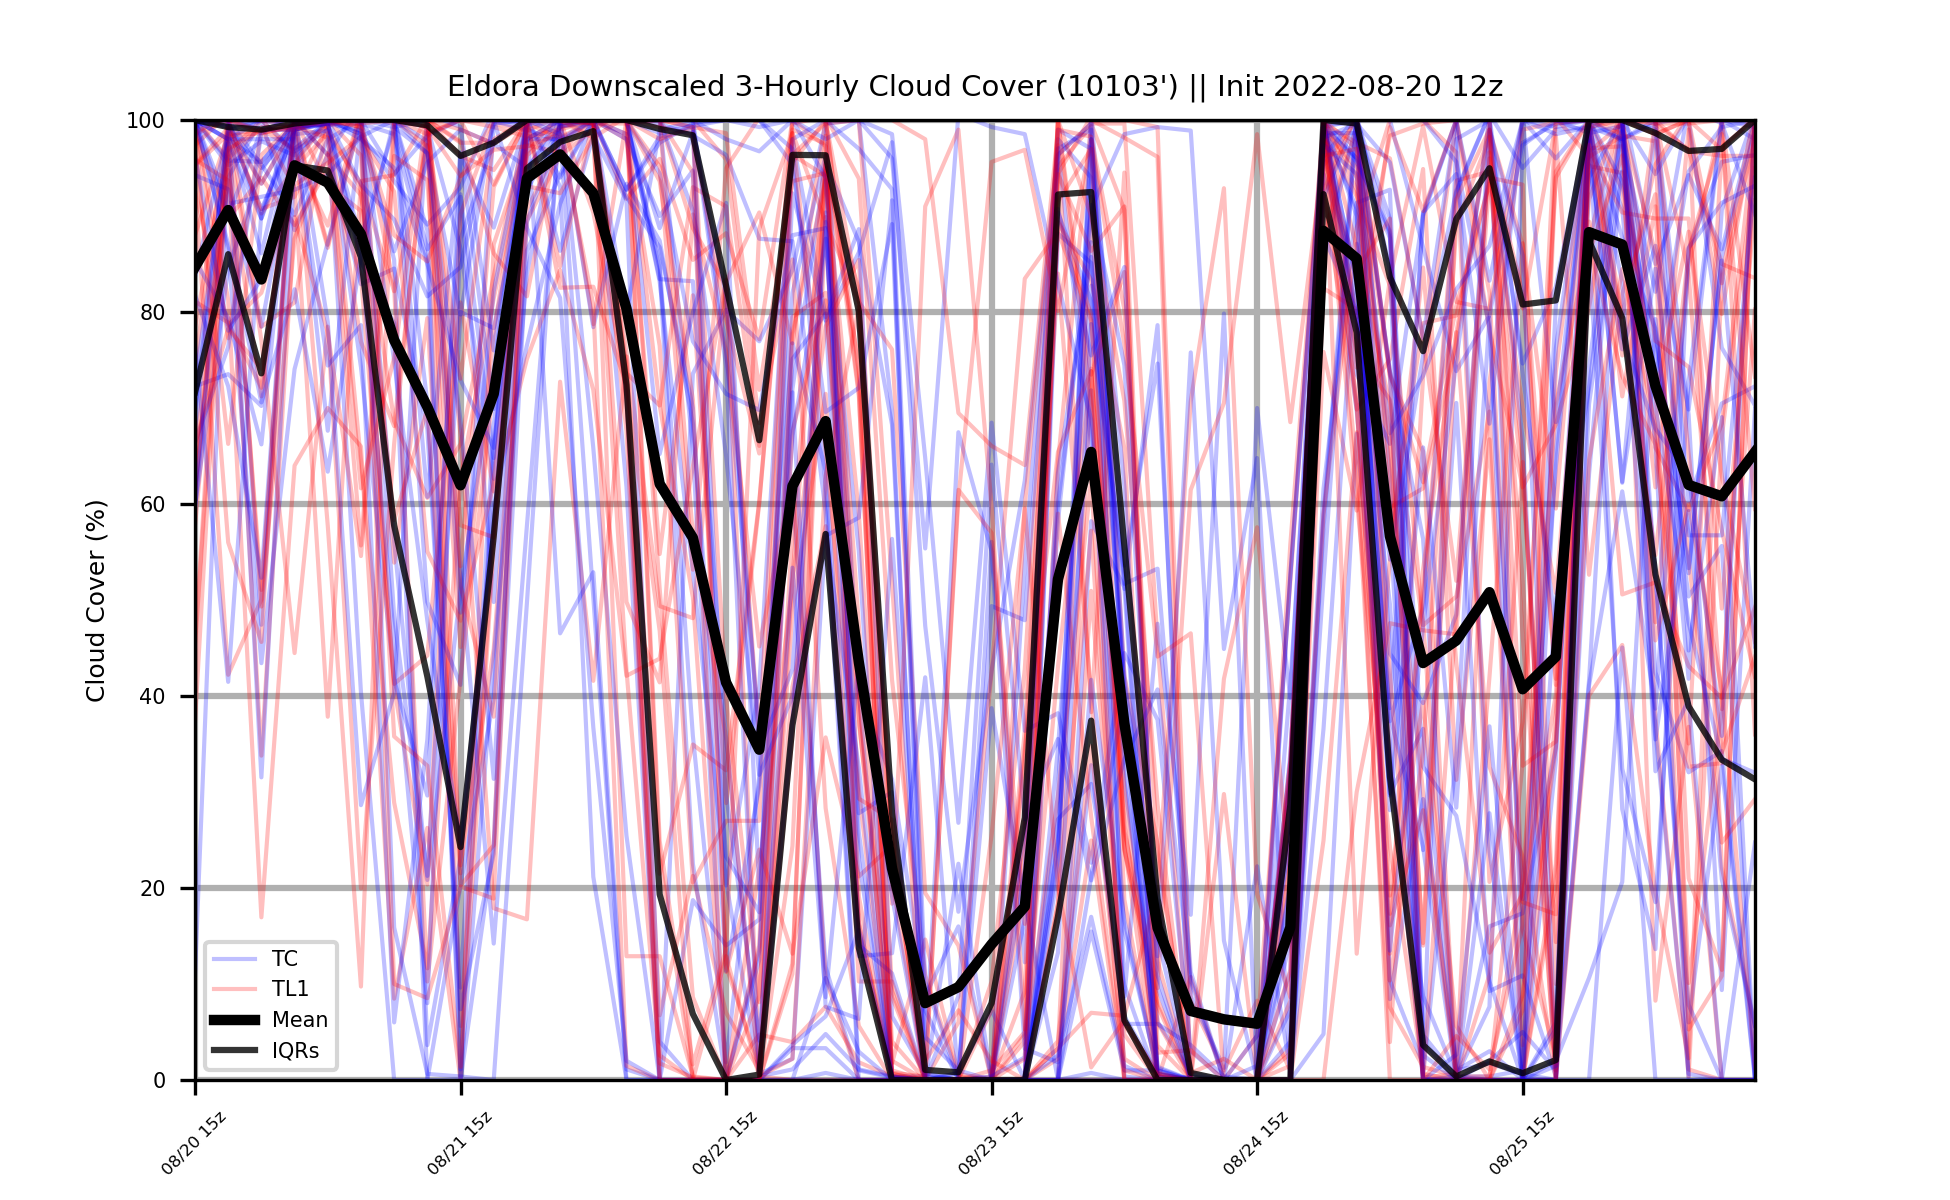 Eldora Downscaled 3-Hourly Cloud Cover (10103') || Init 2022-08-20 12z
Cloud Cover (%)
100
80
60
40
20
0
TC
TL1
Mean
IQRs
08/20 15z
08/21 15z
08/22 15z
08/23 15z
08/24 15z
08/25 15z